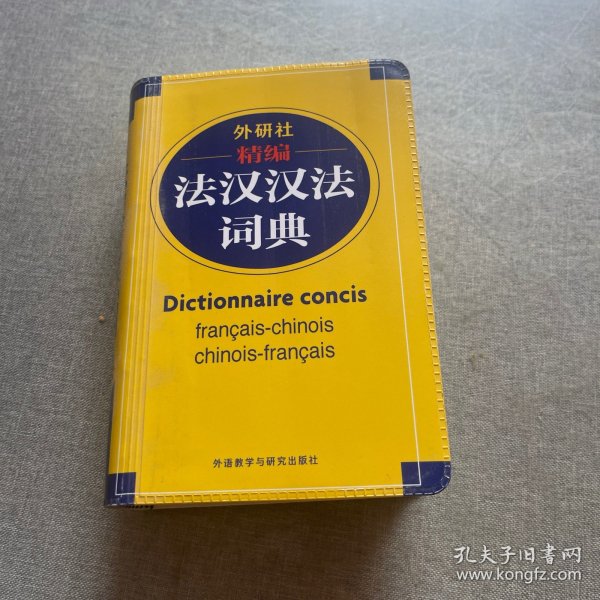 外研社
精编
法汉汉法
词典
Dictionnaire concis
français-chinois
chinois-français
外语教学与研究出版社
孔夫子旧书网
www.kongfz.com